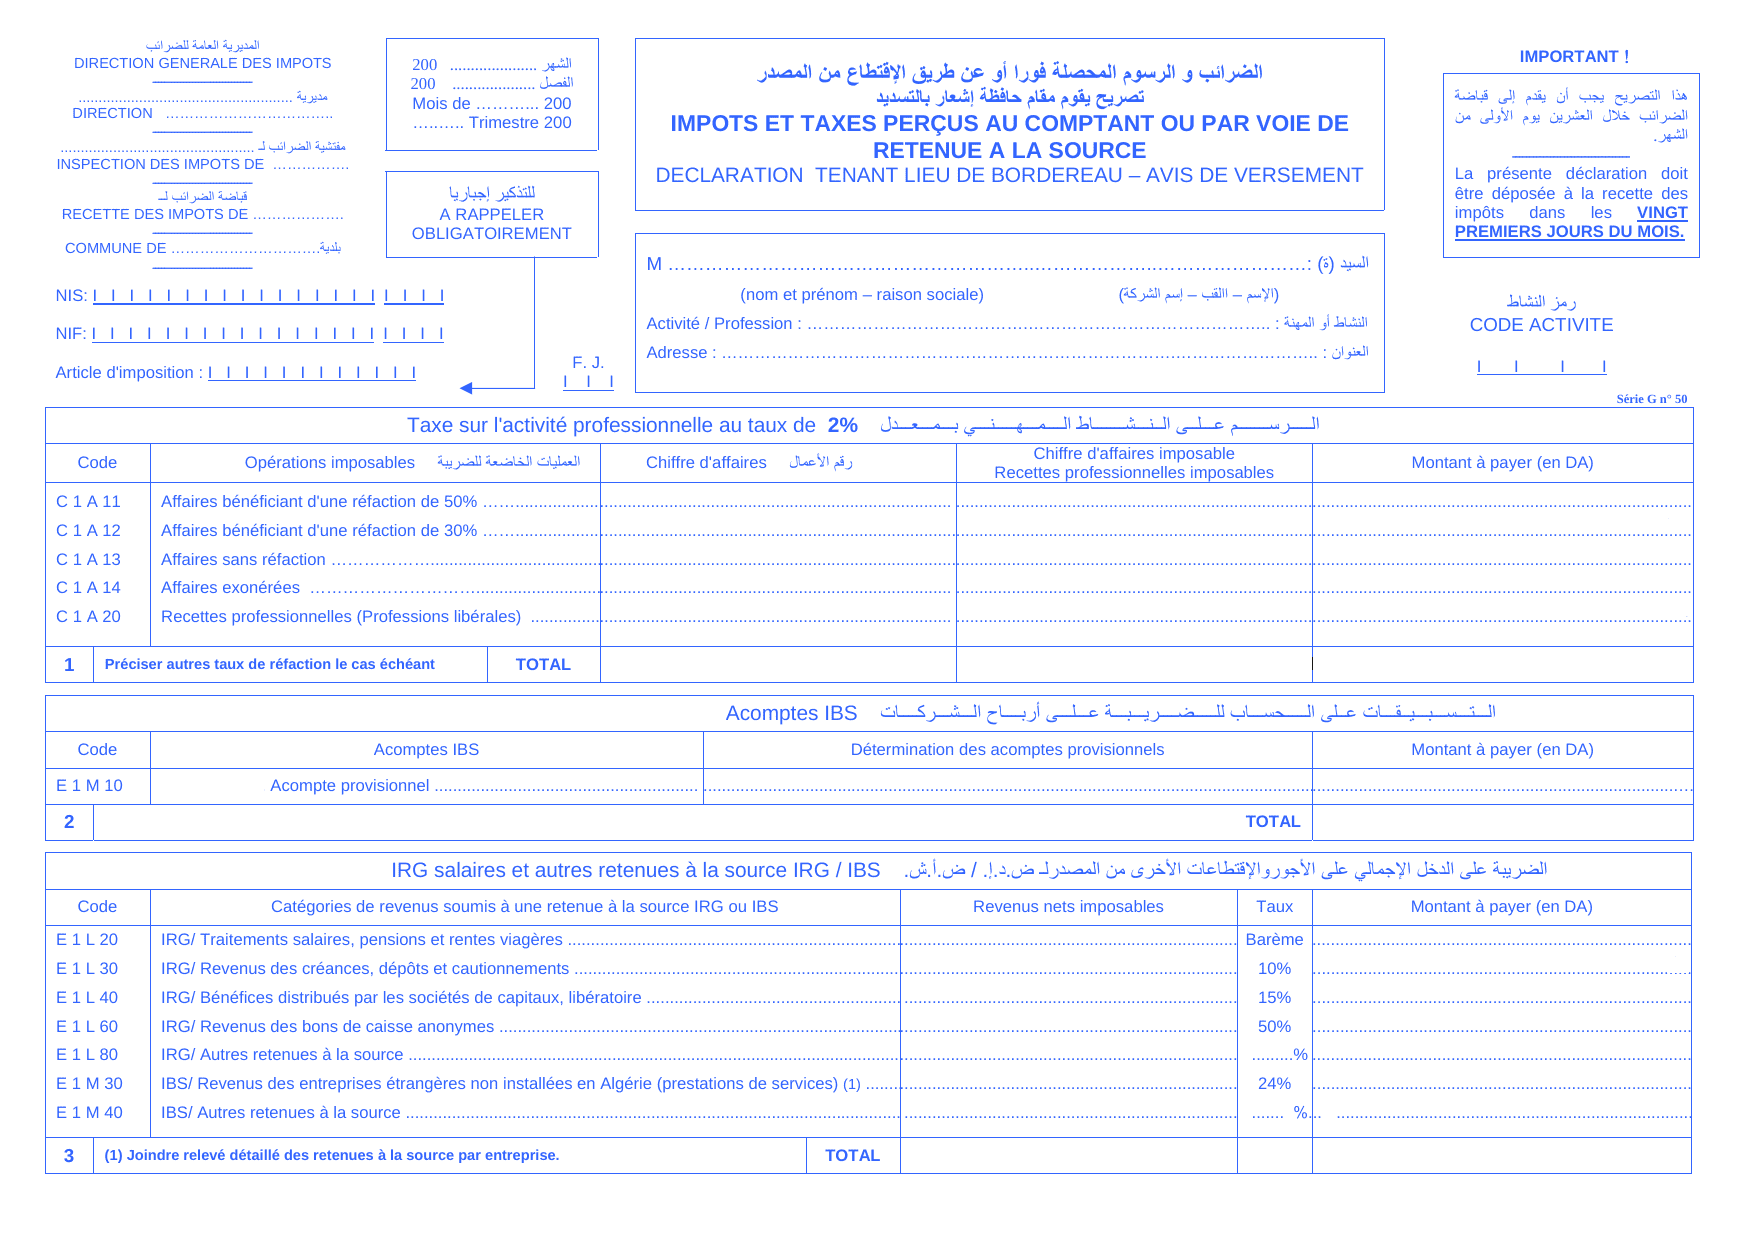 المديرية العامة للضرائب
DIRECTION GENERALE DES IMPOTS
مديرية .....................................................
DIRECTION ……………………………..
مفتشية الضرائب لـ ................................................
INSPECTION DES IMPOTS DE …………….
قباضة الضرائب لـــ
RECETTE DES IMPOTS DE ……………….
COMMUNE DE ………………………….بلدية
NIS:
NIF:
Article d'imposition :
الشهر ..................... 200
الفصل .................... 200
Mois de ……….. 200
…..….. Trimestre 200
للتذكير إجباريا
A RAPPELER
OBLIGATOIREMENT
F. J.
الضرائب و الرسوم المحصلة فورا أو عن طريق الإقتطاع من المصدر
تصريح يقوم مقام حافظة إشعار بالتسديد
IMPOTS ET TAXES PERÇUS AU COMPTANT OU PAR VOIE DE
RETENUE A LA SOURCE
DECLARATION TENANT LIEU DE BORDEREAU – AVIS DE VERSEMENT
M …………………………………………………………………………………………: السيد (ة)
(nom et prénom – raison sociale) (الإسم – االقب – إسم الشركة)
Activité / Profession : ……………………………………………………………………….. : النشاط أو المهنة
Adresse : ……………………………………………………………………………………………….. : العنوان
IMPORTANT !
هذا التصريح يجب أن يقدم إلى قباضة
الضرائب خلال العشرين يوم الأولى من
الشهر.
La présente déclaration doit
être déposée à la recette des
impôts dans les VINGT
PREMIERS JOURS DU MOIS.
رمز النشاط
CODE ACTIVITE
Série G n° 50
Taxe sur l'activité professionnelle au taux de 2% الـــــرســــــــم عـــلـــى الــنـــشـــــــــاط الـــــمـــهــــنــــي بـــمـــعـــدل
Code Opérations imposables العمليات الخاضعة للضريبة Chiffre d'affaires رقم الأعمال Chiffre d'affaires imposable
Recettes professionnelles imposables Montant à payer (en DA)
C 1 A 11 Affaires bénéficiant d'une réfaction de 50% ……...................
C 1 A 12 Affaires bénéficiant d'une réfaction de 30% ……...................
C 1 A 13 Affaires sans réfaction ………………......................................
C 1 A 14 Affaires exonérées ………………………............................
C 1 A 20 Recettes professionnelles (Professions libérales) ................
1 Préciser autres taux de réfaction le cas échéant TOTAL
Acomptes IBS الـــتـــســـبـــيــقـــات عــلى الـــــحســـاب للـــــضــــريـــبـــة عـــلـــى أربـــاح الـــشـــركـــــات
Code Acomptes IBS Détermination des acomptes provisionnels Montant à payer (en DA)
E 1 M 10 Acompte provisionnel ...............................................................
2 TOTAL
IRG salaires et autres retenues à la source IRG / IBS الضريبة على الدخل الإجمالي على الأجوروالإقتطاعات الأخرى من المصدرلـ ض.د.إ. / ض.أ.ش.
Code Catégories de revenus soumis à une retenue à la source IRG ou IBS Revenus nets imposables Taux Montant à payer (en DA)
E 1 L 20 IRG/ Traitements salaires, pensions et rentes viagères ........................ Barème
E 1 L 30 IRG/ Revenus des créances, dépôts et cautionnements ........................ 10%
E 1 L 40 IRG/ Bénéfices distribués par les sociétés de capitaux, libératoire ........................ 15%
E 1 L 60 IRG/ Revenus des bons de caisse anonymes ........................ 50%
E 1 L 80 IRG/ Autres retenues à la source ........................ .........%
E 1 M 30 IBS/ Revenus des entreprises étrangères non installées en Algérie (prestations de services) (1) ........ 24%
E 1 M 40 IBS/ Autres retenues à la source ........................ ....... %...
3 (1) Joindre relevé détaillé des retenues à la source par entreprise. TOTAL